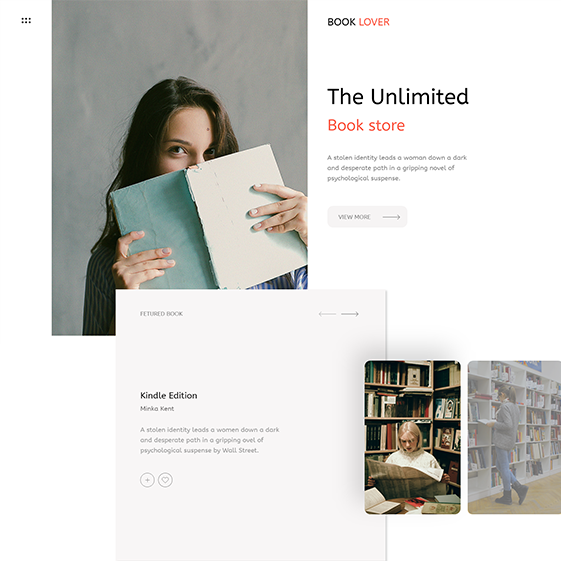 BOOK LOVER
The Unlimited
Book store
A stolen identity leads a woman down a dark
and desperate path in a gripping novel of
psychological suspense.
VIEW MORE
FETURED BOOK
Kindle Edition
Minka Kent
A stolen identity leads a women down a dark
and desperate path in a gripping ovel of
psychological suspense by Wall Street.